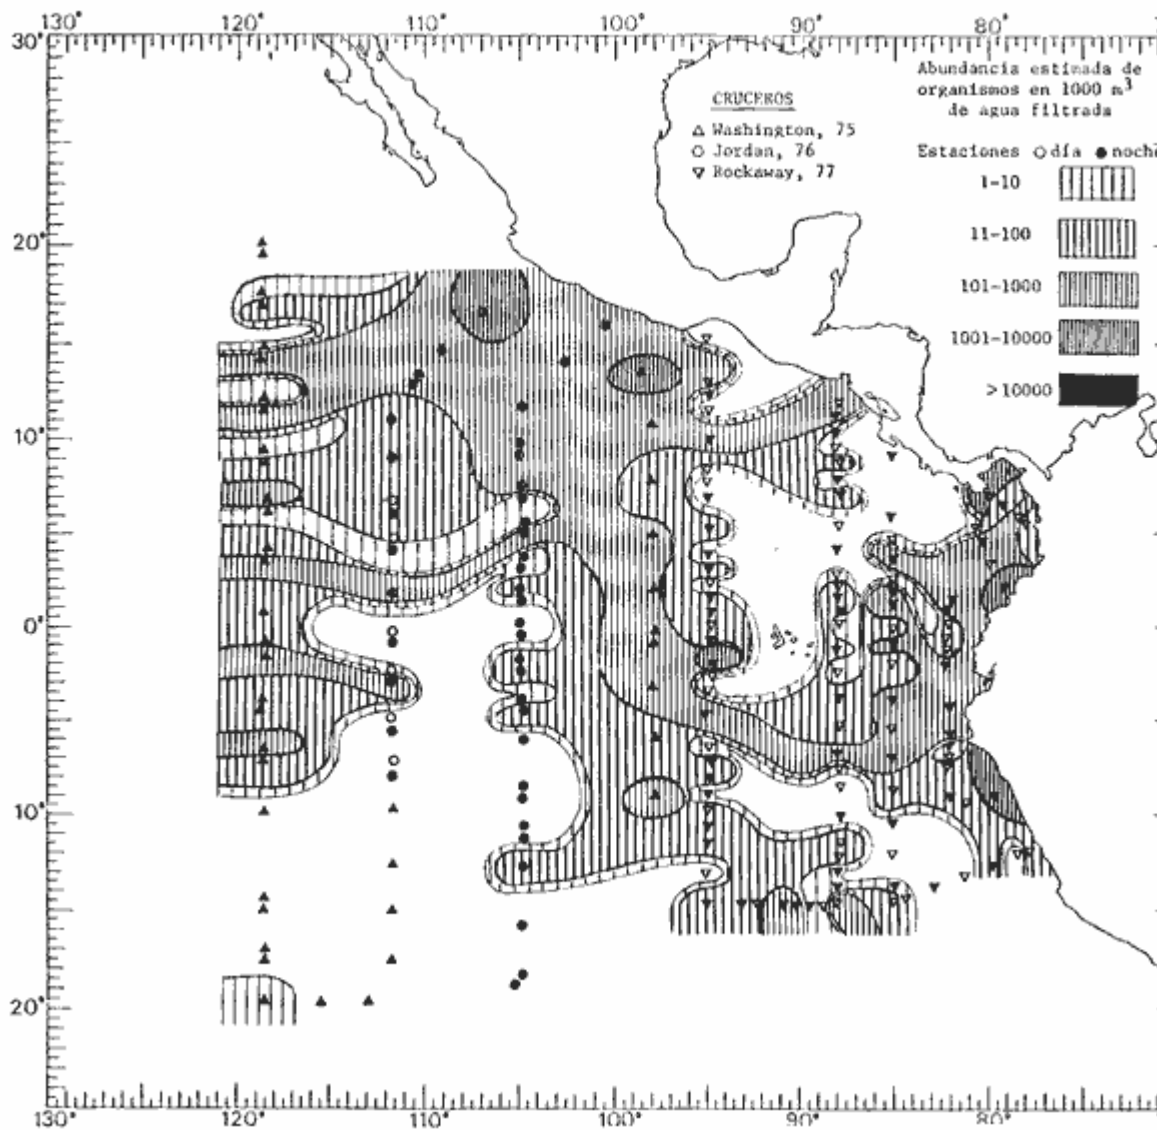 130° 120° 110° 100° 90° 80°
30°
20°
10°
0°
10°
20°
CRUCEROS
△ Washington, 75
○ Jordan, 76
▽ Rockaway, 77
Abundancia estimada de
organismos en 1000 m³
de agua filtrada
Estaciones ○ día ● noche
1-10
11-100
101-1000
1001-10000
>10000
130° 120° 110° 100° 90° 80°